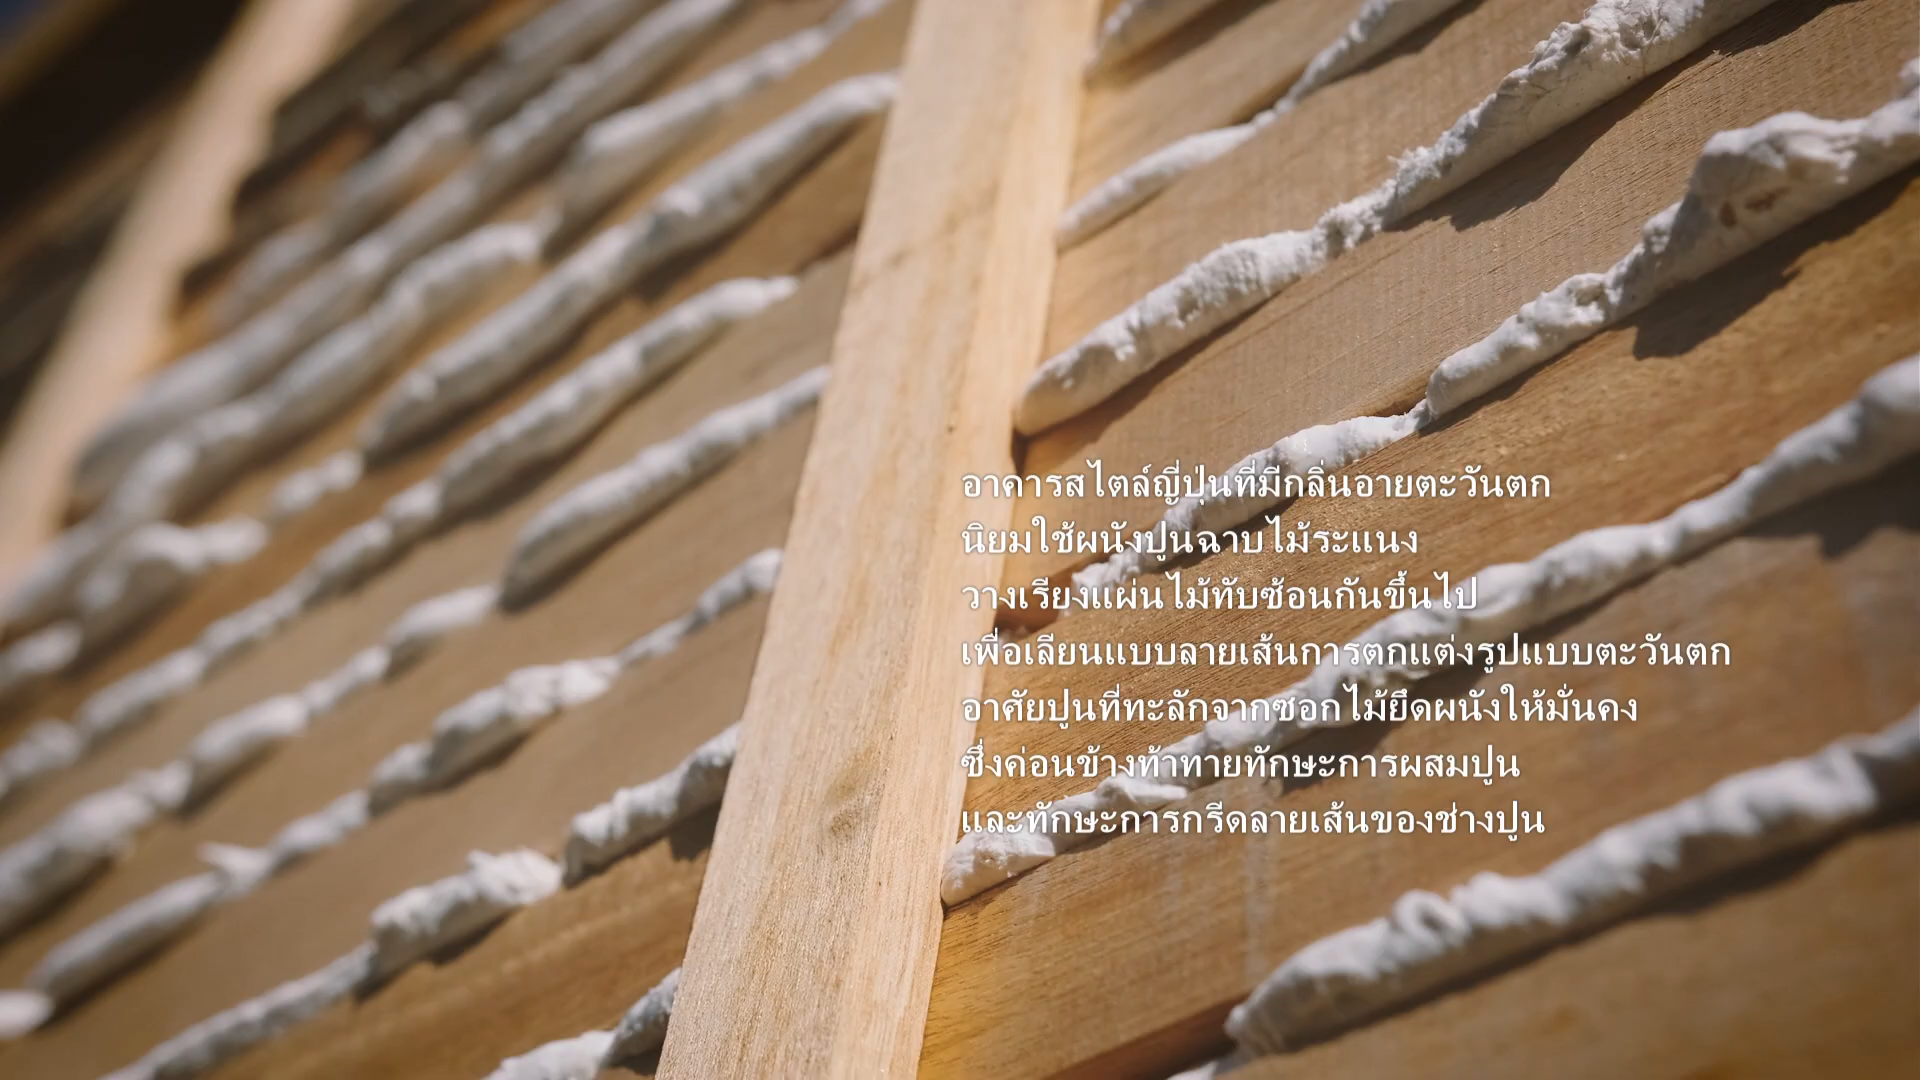 อาคารสไตล์ญี่ปุ่นที่มีกลิ่นอายตะวันตก
นิยมใช้ผนังปูนฉาบไม้ระแนง
วางเรียงแผ่นไม้ทับซ้อนกันขึ้นไป
เพื่อเลียนแบบลายเส้นการตกแต่งรูปแบบตะวันตก
อาศัยปูนที่ทะลักจากซอกไม้ยึดผนังให้มั่นคง
ซึ่งค่อนข้างท้าทายทักษะการผสมปูน
และทักษะการกรีดลายเส้นของช่างปูน